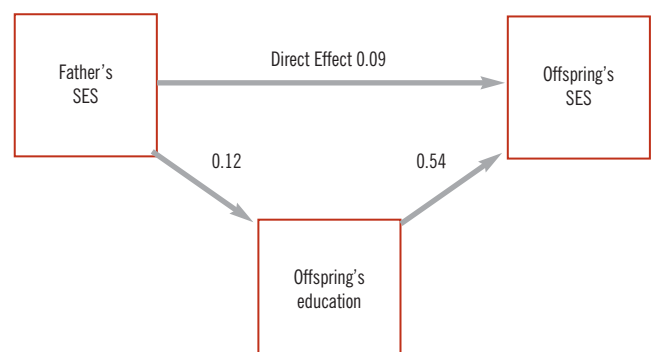 Direct Effect 0.09
Father's
SES
Offspring's
SES
0.12
0.54
Offspring's
education